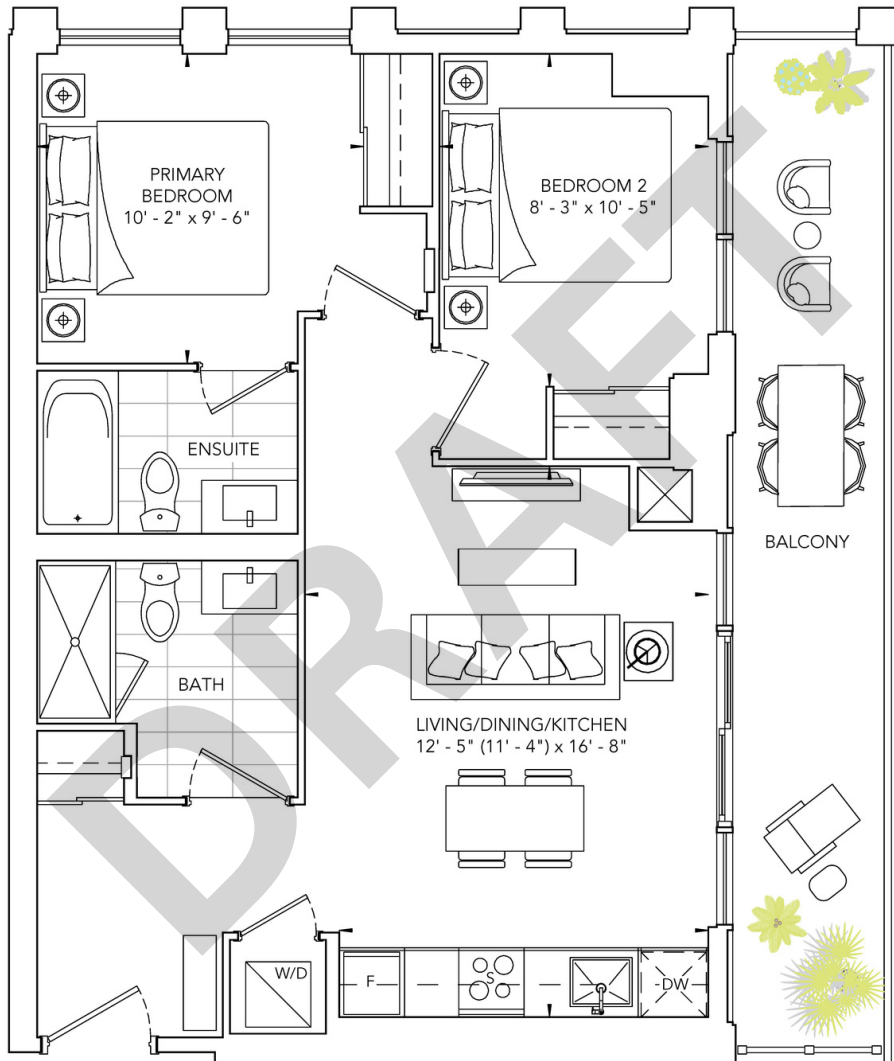 PRIMARY
BEDROOM
10' - 2" x 9' - 6"
BEDROOM 2
8' - 3" x 10' - 5"
ENSUITE
BALCONY
BATH
LIVING/DINING/KITCHEN
12' - 5" (11' - 4") x 16' - 8"
W/D
F
S
DW
DRAFT